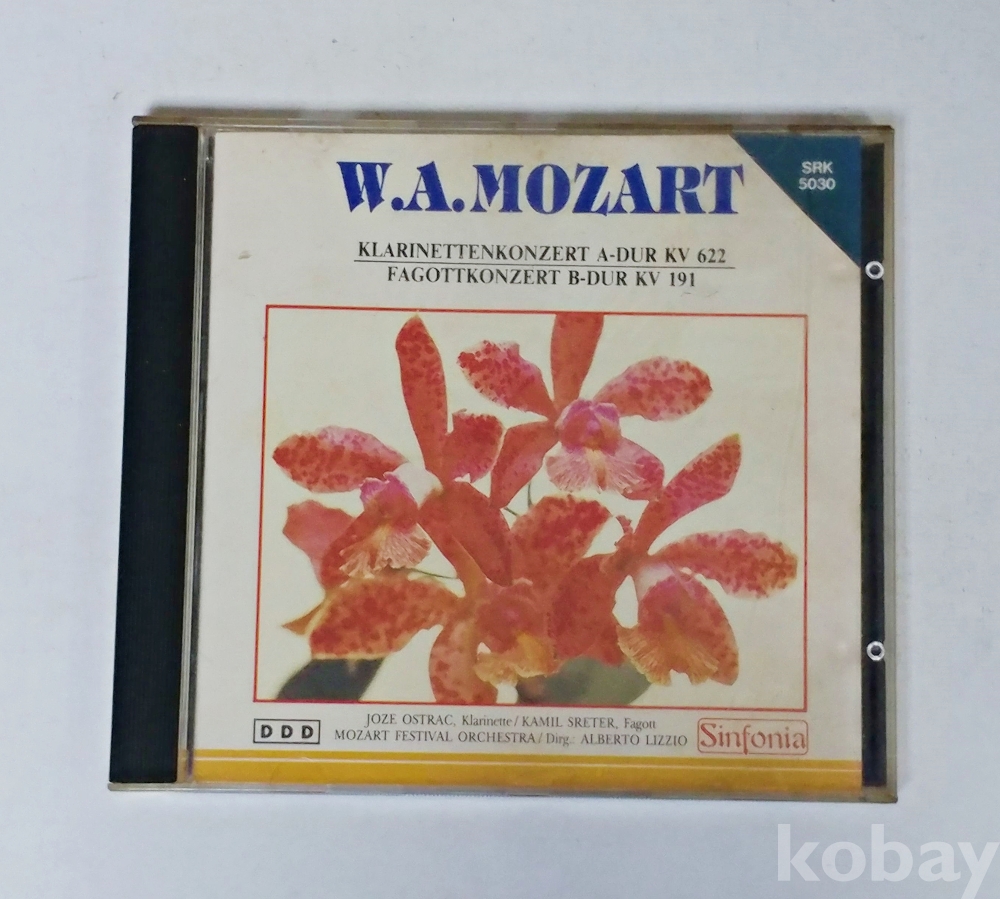 W.A.MOZART
SRK
5030
KLARINETTENKONZERT A-DUR KV 622
FAGOTTKONZERT B-DUR KV 191
JOZE OSTRAC, Klarinette/KAMIL SRETER, Fagott
DDD
MOZART FESTIVAL ORCHESTRA/Dirg.: ALBERTO LIZZIO
Sinfonia
kobay